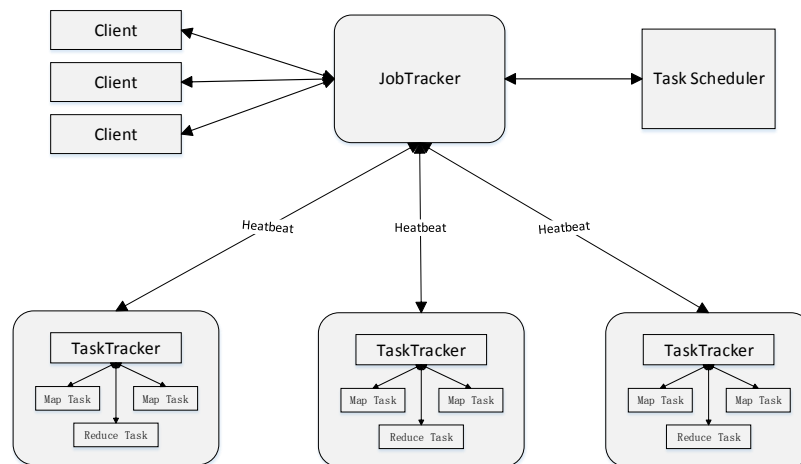 Client
Client
Client
JobTracker
Task Scheduler
Heatbeat
Heatbeat
Heatbeat
TaskTracker
Map Task
Map Task
Reduce Task
TaskTracker
Map Task
Map Task
Reduce Task
TaskTracker
Map Task
Map Task
Reduce Task